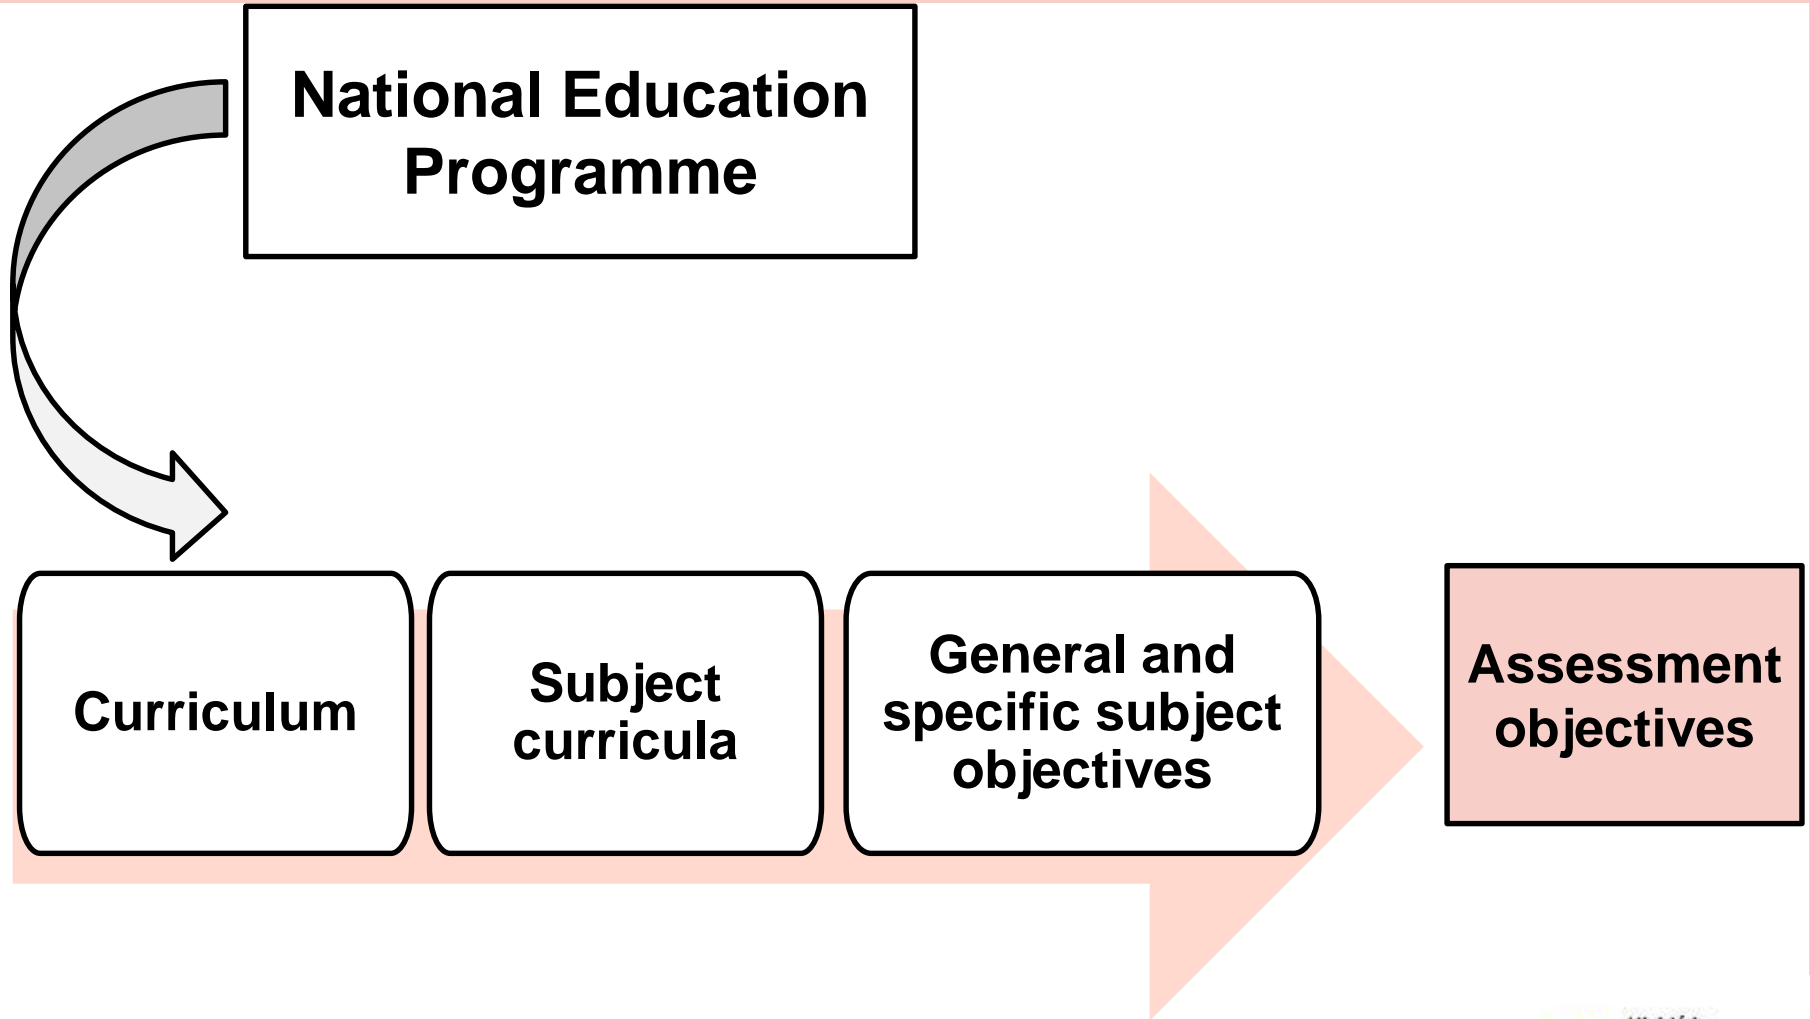 National Education
Programme
Curriculum
Subject
curricula
General and
specific subject
objectives
Assessment
objectives